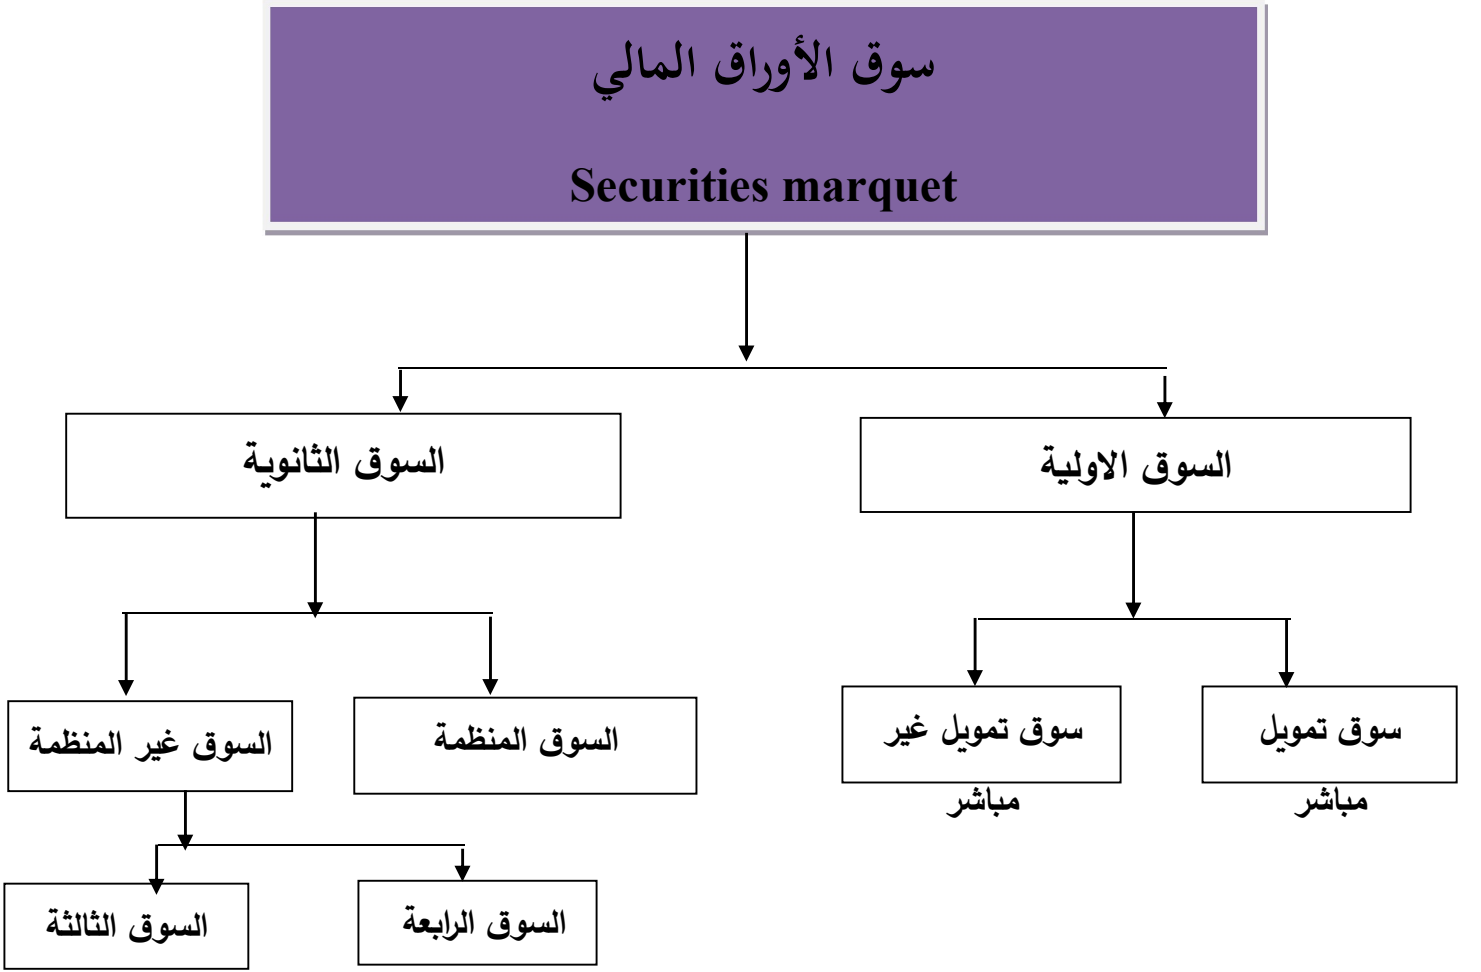 سوق الأوراق المالي
Securities marquet
السوق الاولية
السوق الثانوية
سوق تمويل
مباشر
سوق تمويل غير
مباشر
السوق المنظمة
السوق غير المنظمة
السوق الرابعة
السوق الثالثة